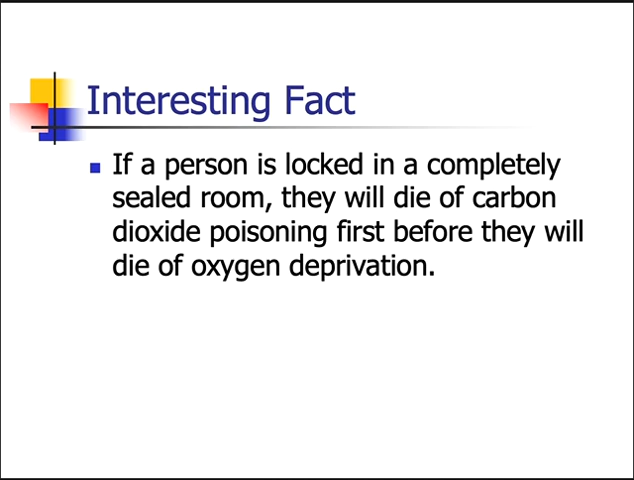 Interesting Fact
If a person is locked in a completely
sealed room, they will die of carbon
dioxide poisoning first before they will
die of oxygen deprivation.